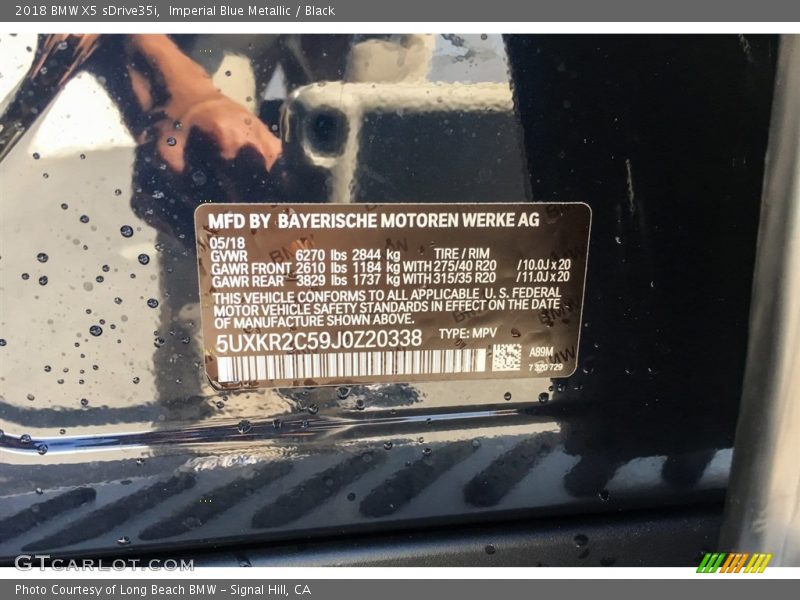 2018 BMW X5 sDrive35i,  Imperial Blue Metallic / Black
MFD BY BAYERISCHE MOTOREN WERKE AG
05/18
GVWR 6270 lbs 2844 kg TIRE / RIM
GAWR FRONT 2610 lbs 1184 kg WITH 275/40 R20 /10.0J x 20
GAWR REAR 3829 lbs 1737 kg WITH 315/35 R20 /11.0J x 20
THIS VEHICLE CONFORMS TO ALL APPLICABLE U. S. FEDERAL
MOTOR VEHICLE SAFETY STANDARDS IN EFFECT ON THE DATE
OF MANUFACTURE SHOWN ABOVE.
5UXKR2C59J0Z20338 TYPE: MPV
A89M
7 320 729
GTCARLOT.COM
Photo Courtesy of Long Beach BMW – Signal Hill, CA